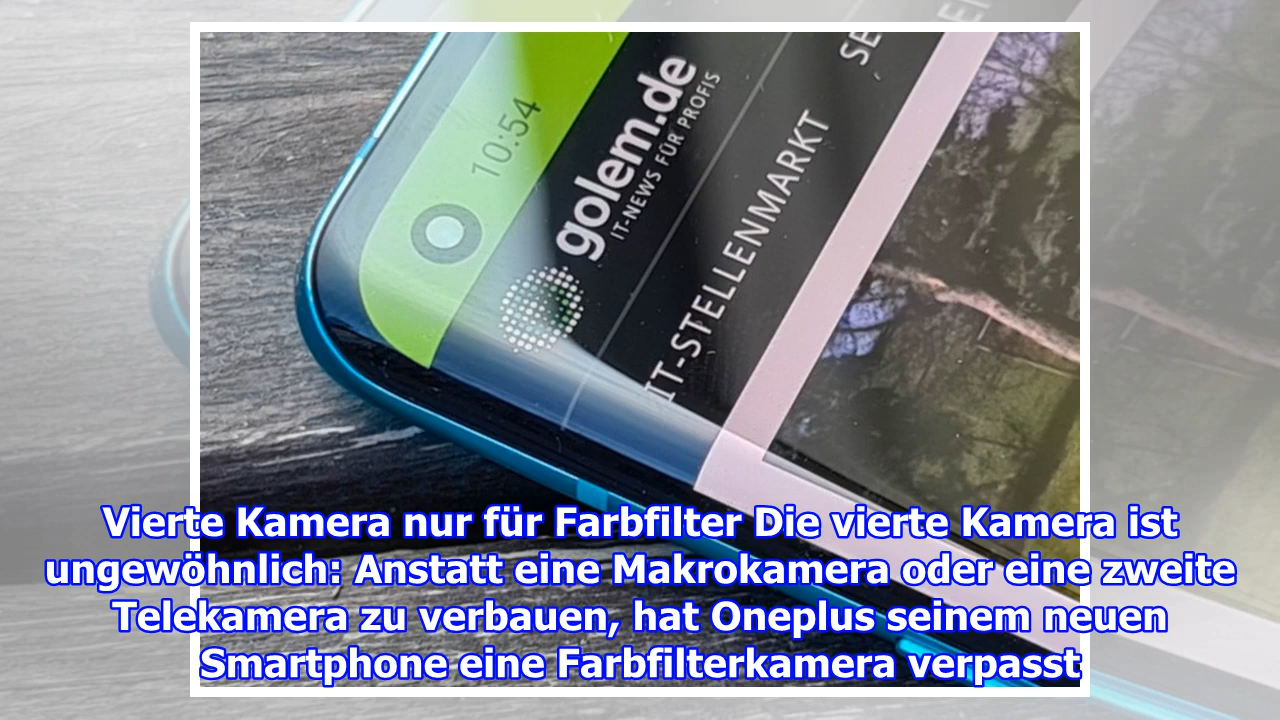 10:54
golem.de
IT-NEWS FÜR PROFIS
IT-STELLENMARKT
Vierte Kamera nur für Farbfilter Die vierte Kamera ist
ungewöhnlich: Anstatt eine Makrokamera oder eine zweite
Telekamera zu verbauen, hat Oneplus seinem neuen
Smartphone eine Farbfilterkamera verpasst